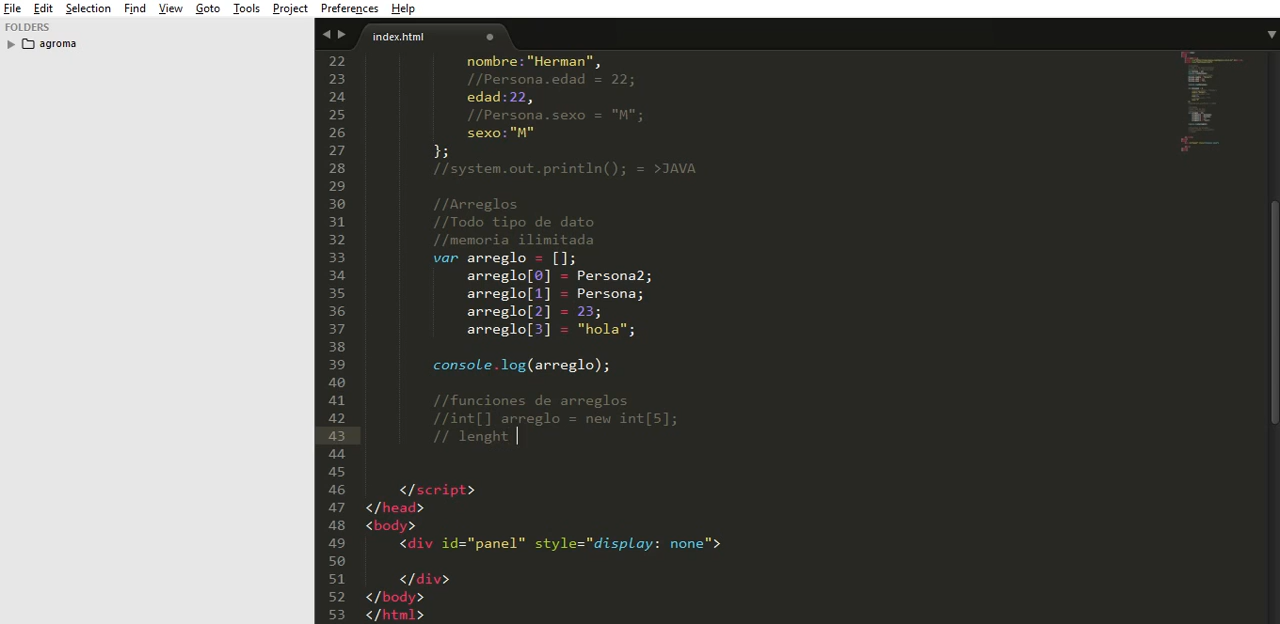 File Edit Selection Find View Goto Tools Project Preferences Help
FOLDERS
agroma
index.html
22 nombre:"Herman",
23 //Persona.edad = 22;
24 edad:22,
25 //Persona.sexo = "M";
26 sexo:"M"
27 };
28 //system.out.println(); = >JAVA
29
30 //Arreglos
31 //Todo tipo de dato
32 //memoria ilimitada
33 var arreglo = [];
34 arreglo[0] = Persona2;
35 arreglo[1] = Persona;
36 arreglo[2] = 23;
37 arreglo[3] = "hola";
38
39 console.log(arreglo);
40
41 //funciones de arreglos
42 //int[] arreglo = new int[5];
43 // lenght
44
45
46 </script>
47 </head>
48 <body>
49 <div id="panel" style="display: none">
50
51 </div>
52 </body>
53 </html>